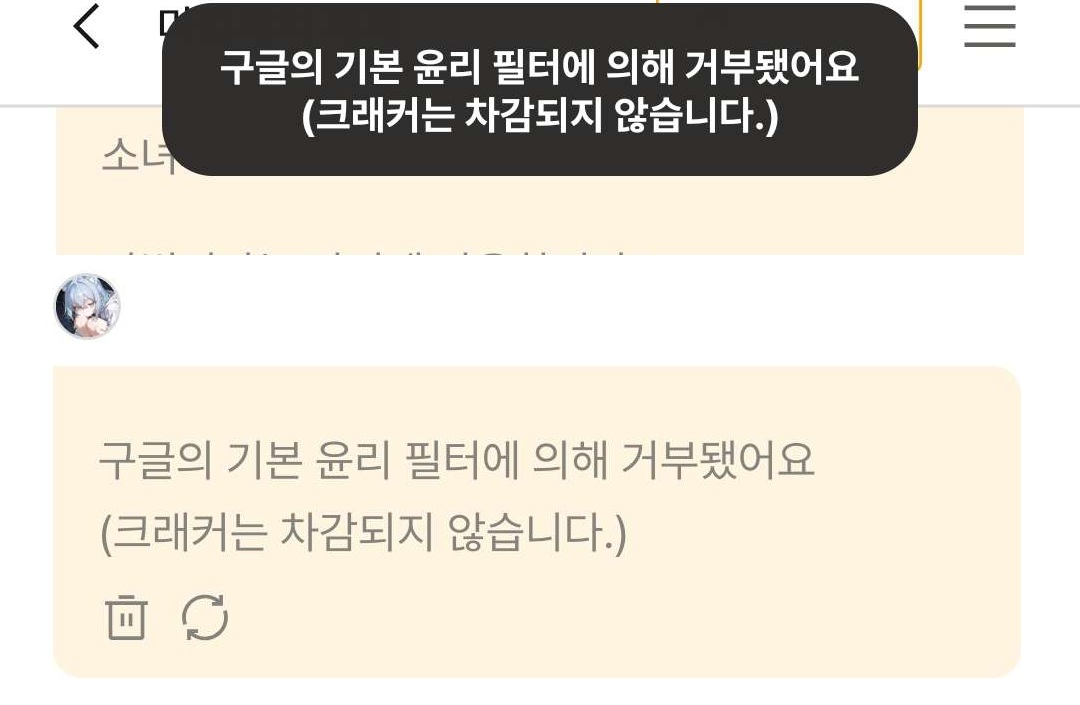 구글의 기본 윤리 필터에 의해 거부됐어요
(크래커는 차감되지 않습니다.)
소녀
구글의 기본 윤리 필터에 의해 거부됐어요
(크래커는 차감되지 않습니다.)